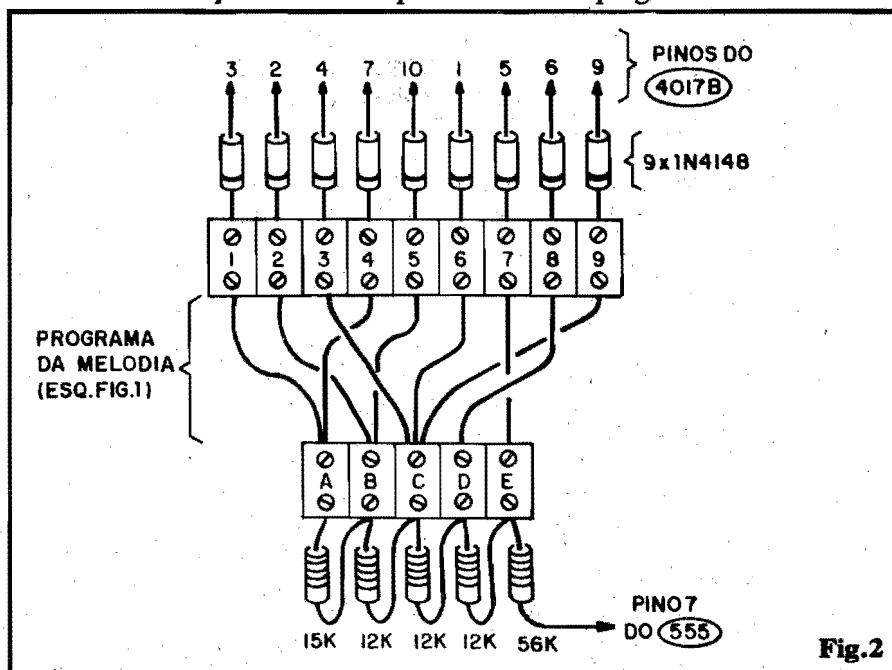 3 2 4 7 10 1 5 6 9
PINOS DO
4017B
9x1N4148
1 2 3 4 5 6 7 8 9
PROGRAMA
DA MELODIA
(ESQ.FIG.1)
A B C D E
15K 12K 12K 12K 56K
PINO 7
DO 555
Fig.2